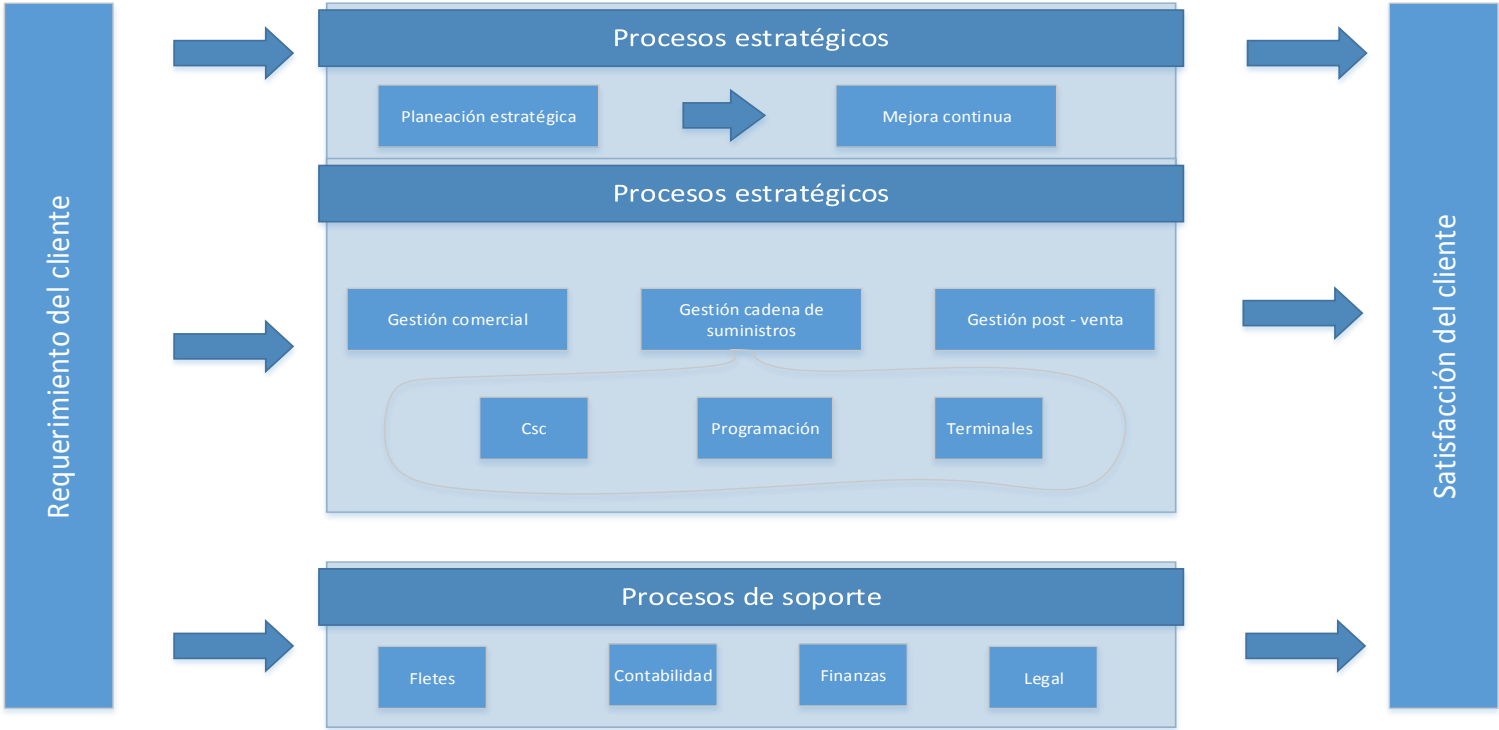 Requerimiento del cliente
Procesos estratégicos
Planeación estratégica
Mejora continua
Procesos estratégicos
Gestión comercial
Gestión cadena de
suministros
Gestión post - venta
Csc
Programación
Terminales
Procesos de soporte
Fletes
Contabilidad
Finanzas
Legal
Satisfacción del cliente